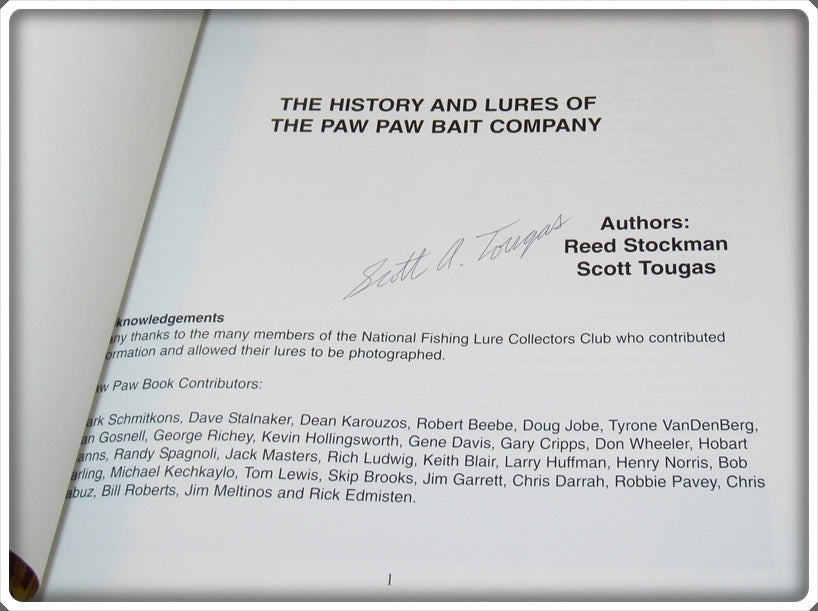 THE HISTORY AND LURES OF
THE PAW PAW BAIT COMPANY
Scott A. Tougas
Authors:
Reed Stockman
Scott Tougas
knowledgements
ny thanks to the many members of the National Fishing Lure Collectors Club who contributed
ormation and allowed their lures to be photographed.
w Paw Book Contributors:
ark Schmitkons, Dave Stalnaker, Dean Karouzos, Robert Beebe, Doug Jobe, Tyrone VanDenBerg,
an Gosnell, George Richey, Kevin Hollingsworth, Gene Davis, Gary Cripps, Don Wheeler, Hobart
anns, Randy Spagnoli, Jack Masters, Rich Ludwig, Keith Blair, Larry Huffman, Henry Norris, Bob
arling, Michael Kechkaylo, Tom Lewis, Skip Brooks, Jim Garrett, Chris Darrah, Robbie Pavey, Chris
abuz, Bill Roberts, Jim Meltinos and Rick Edmisten.
1